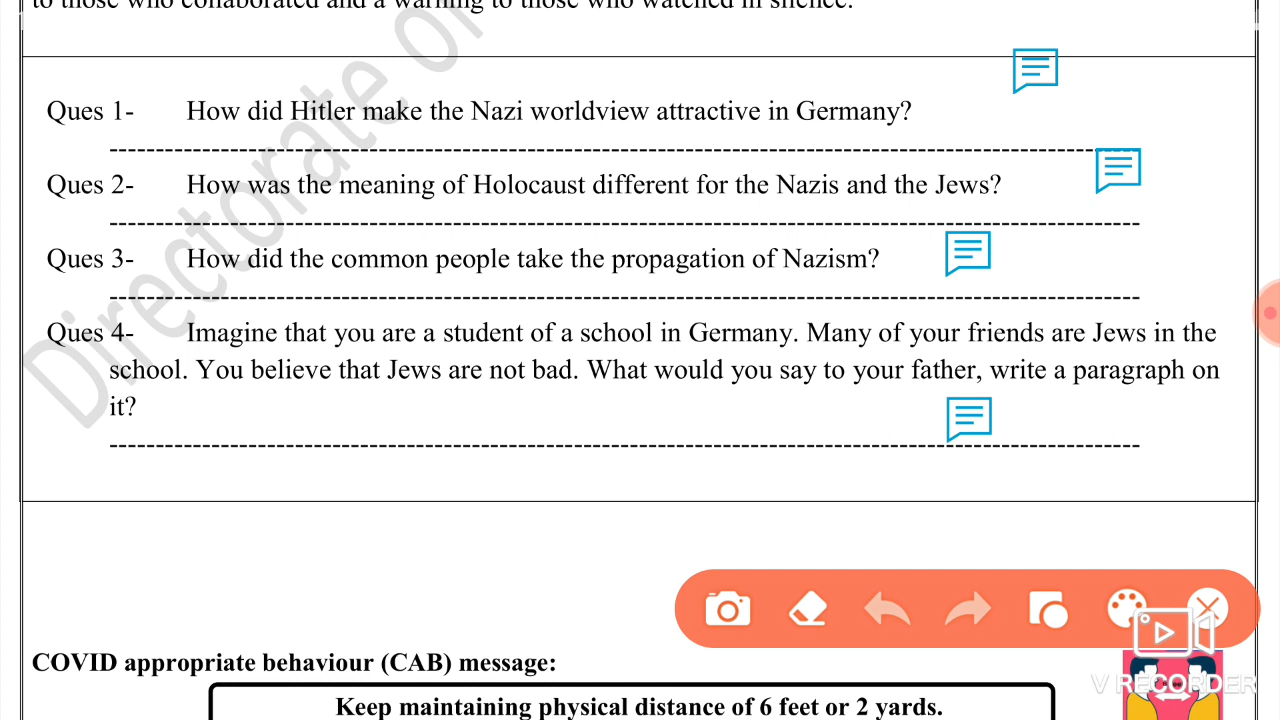 to those who collaborated and a warning to those who watched in silence.
Ques 1- How did Hitler make the Nazi worldview attractive in Germany?
Ques 2- How was the meaning of Holocaust different for the Nazis and the Jews?
Ques 3- How did the common people take the propagation of Nazism?
Ques 4- Imagine that you are a student of a school in Germany. Many of your friends are Jews in the
school. You believe that Jews are not bad. What would you say to your father, write a paragraph on
it?
Directorate of
COVID appropriate behaviour (CAB) message:
V RECORDER
Keep maintaining physical distance of 6 feet or 2 yards.